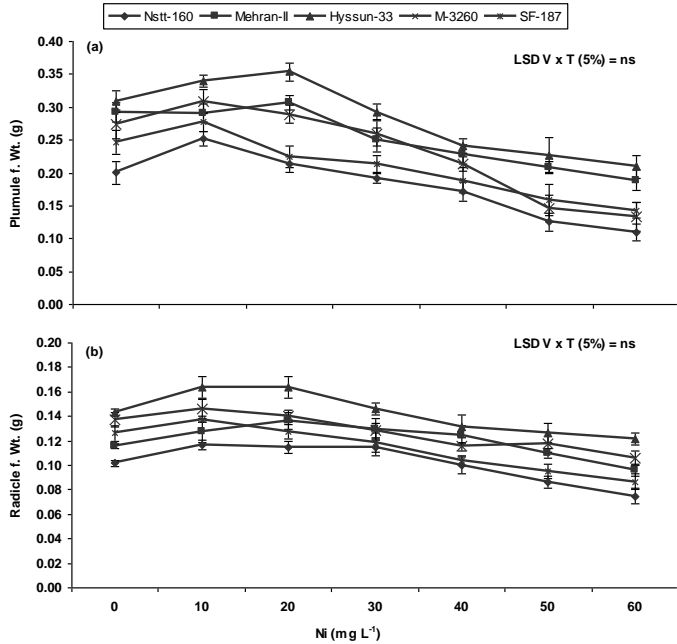 Nstt-160 Mehran-II Hyssun-33 M-3260 SF-187
(a)
LSD V x T (5%) = ns
Plumule f. Wt. (g)
0.40
0.35
0.30
0.25
0.20
0.15
0.10
0.05
0.00
(b)
LSD V x T (5%) = ns
Radicle f. Wt. (g)
0.20
0.18
0.16
0.14
0.12
0.10
0.08
0.06
0.04
0.02
0.00
0 10 20 30 40 50 60
Ni (mg L⁻¹)